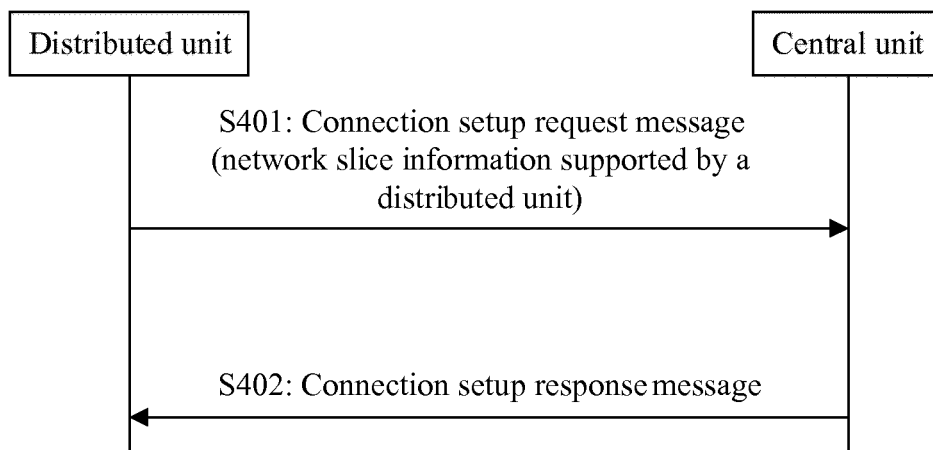 Distributed unit
Central unit
S401: Connection setup request message
(network slice information supported by a
distributed unit)
S402: Connection setup response message